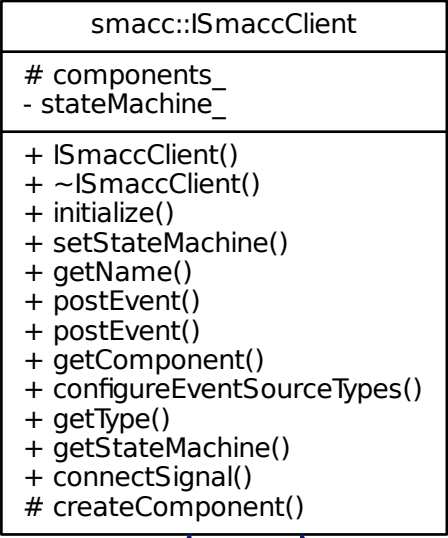 smacc::ISmaccClient
# components_
- stateMachine_
+ ISmaccClient()
+ ~ISmaccClient()
+ initialize()
+ setStateMachine()
+ getName()
+ postEvent()
+ postEvent()
+ getComponent()
+ configureEventSourceTypes()
+ getType()
+ getStateMachine()
+ connectSignal()
# createComponent()